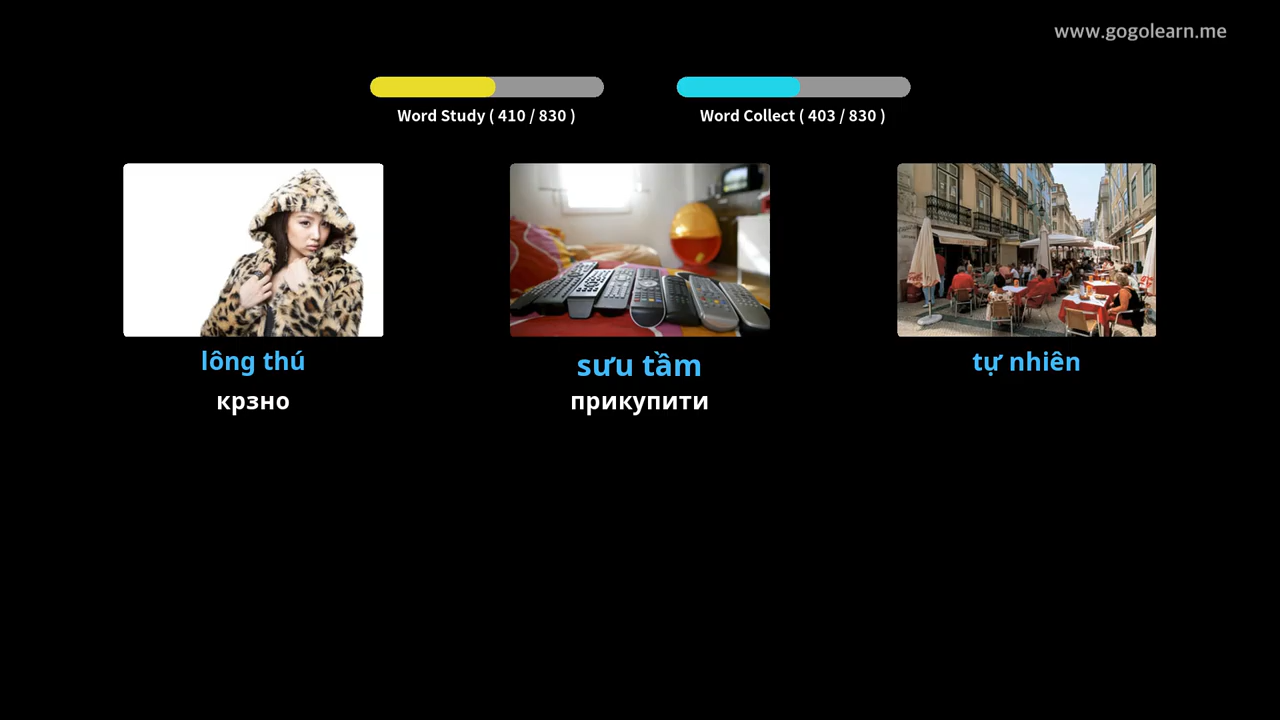 www.gogolearn.me
Word Study ( 410 / 830 )
Word Collect ( 403 / 830 )
lông thú
sưu tầm
tự nhiên
крзно
прикупити